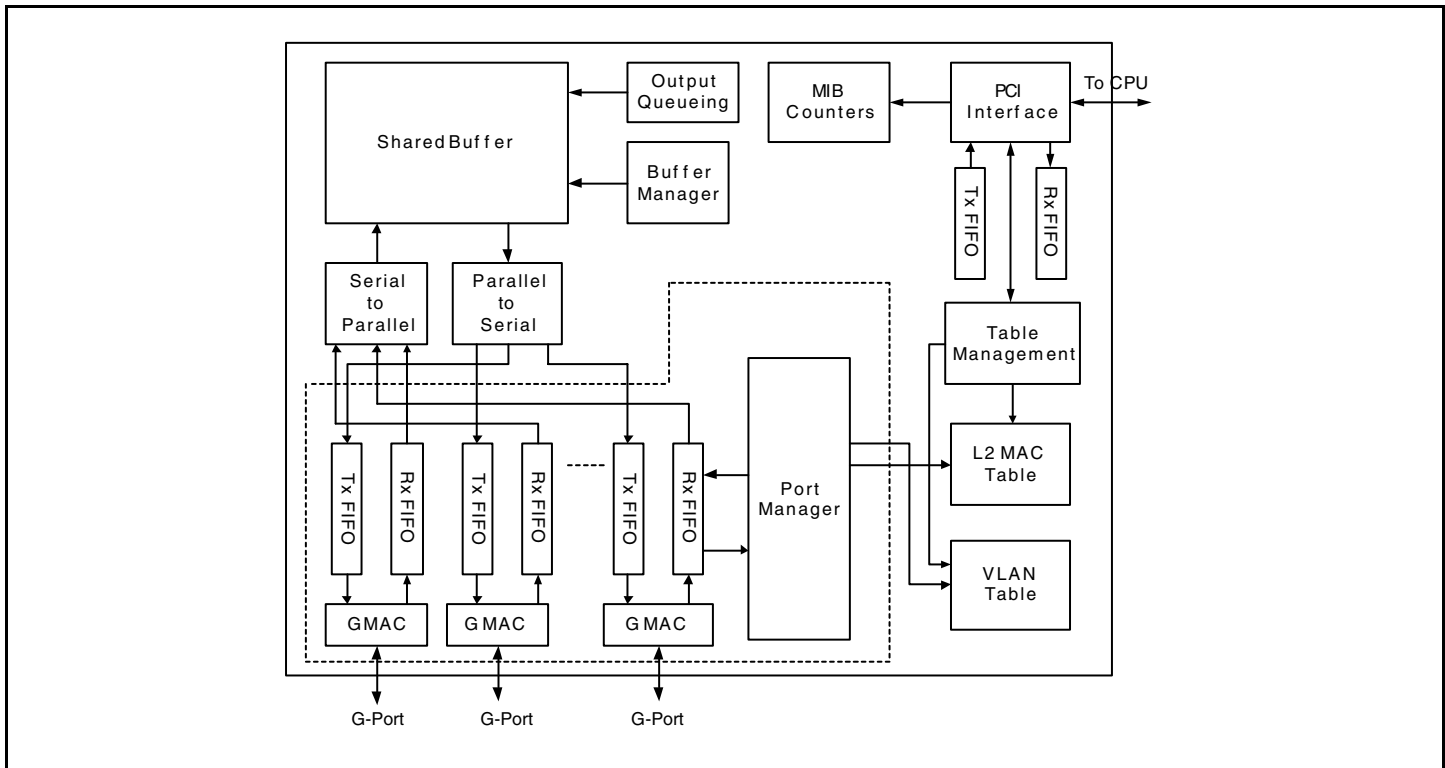 Output
Queueing
MIB
Counters
PCI
Interface
To CPU
Shared Buffer
Buffer
Manager
Tx FIFO
Rx FIFO
Serial
to
Parallel
Parallel
to
Serial
Table
Management
L2 MAC
Table
Port
Manager
Tx FIFO
Rx FIFO
Tx FIFO
Rx FIFO
Tx FIFO
Rx FIFO
VLAN
Table
GMAC
GMAC
GMAC
G-Port
G-Port
G-Port